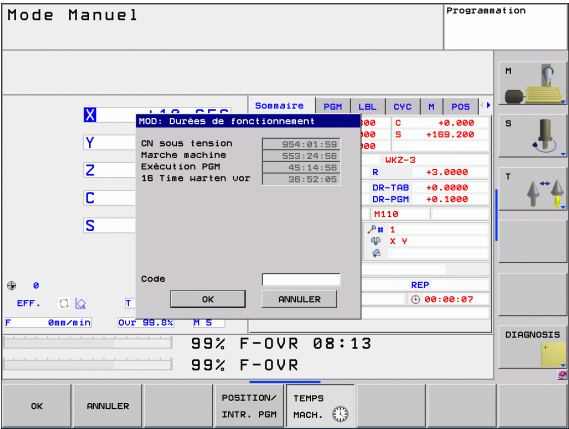 Mode Manuel
Programmation
Sommaire PGM LBL CYC M POS
MOD: Durées de fonctionnement
CN sous tension 954:01:59
Marche machine 553:24:56
Exécution PGM 45:14:56
16 Time warten vor 36:52:05
Code
OK ANNULER
X
Y
Z
C
S
C +0.000
S +169.200
WKZ-3
R +3.0000
DR-TAB +0.0000
DR-PGM +0.1000
M110
1
X Y
REP
00:00:07
0
EFF. T
F 0mm/min Ovr 99.8% M 5
99% F-OVR 08:13
99% F-OVR
M
S
T
DIAGNOSIS
OK
ANNULER
POSITION/
INTR. PGM
TEMPS
MACH.